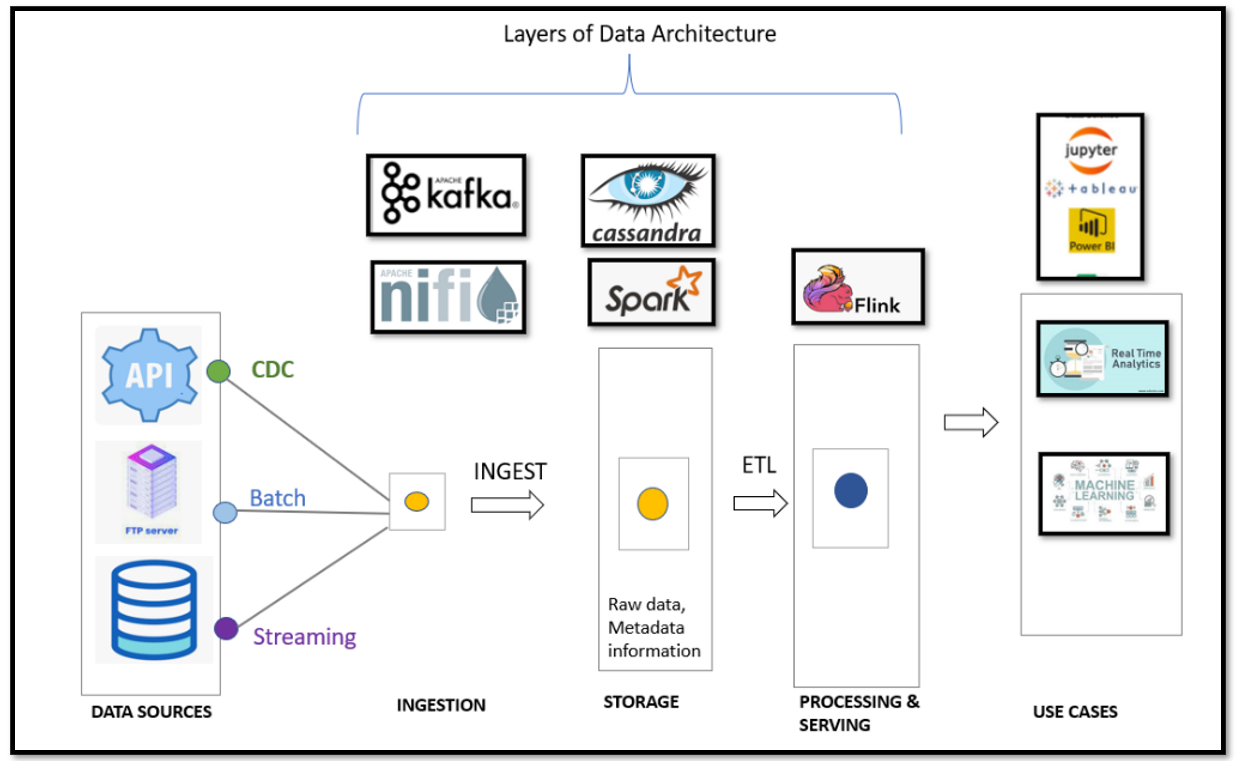 Layers of Data Architecture
APACHE
kafka®
APACHE
nifi
cassandra
Spark
Flink
jupyter
+ a b l e a u
Power BI
API
CDC
FTP server
Batch
Streaming
INGEST
ETL
Raw data,
Metadata
information
Real Time
Analytics
MACHINE
LEARNING
DATA SOURCES
INGESTION
STORAGE
PROCESSING &
SERVING
USE CASES